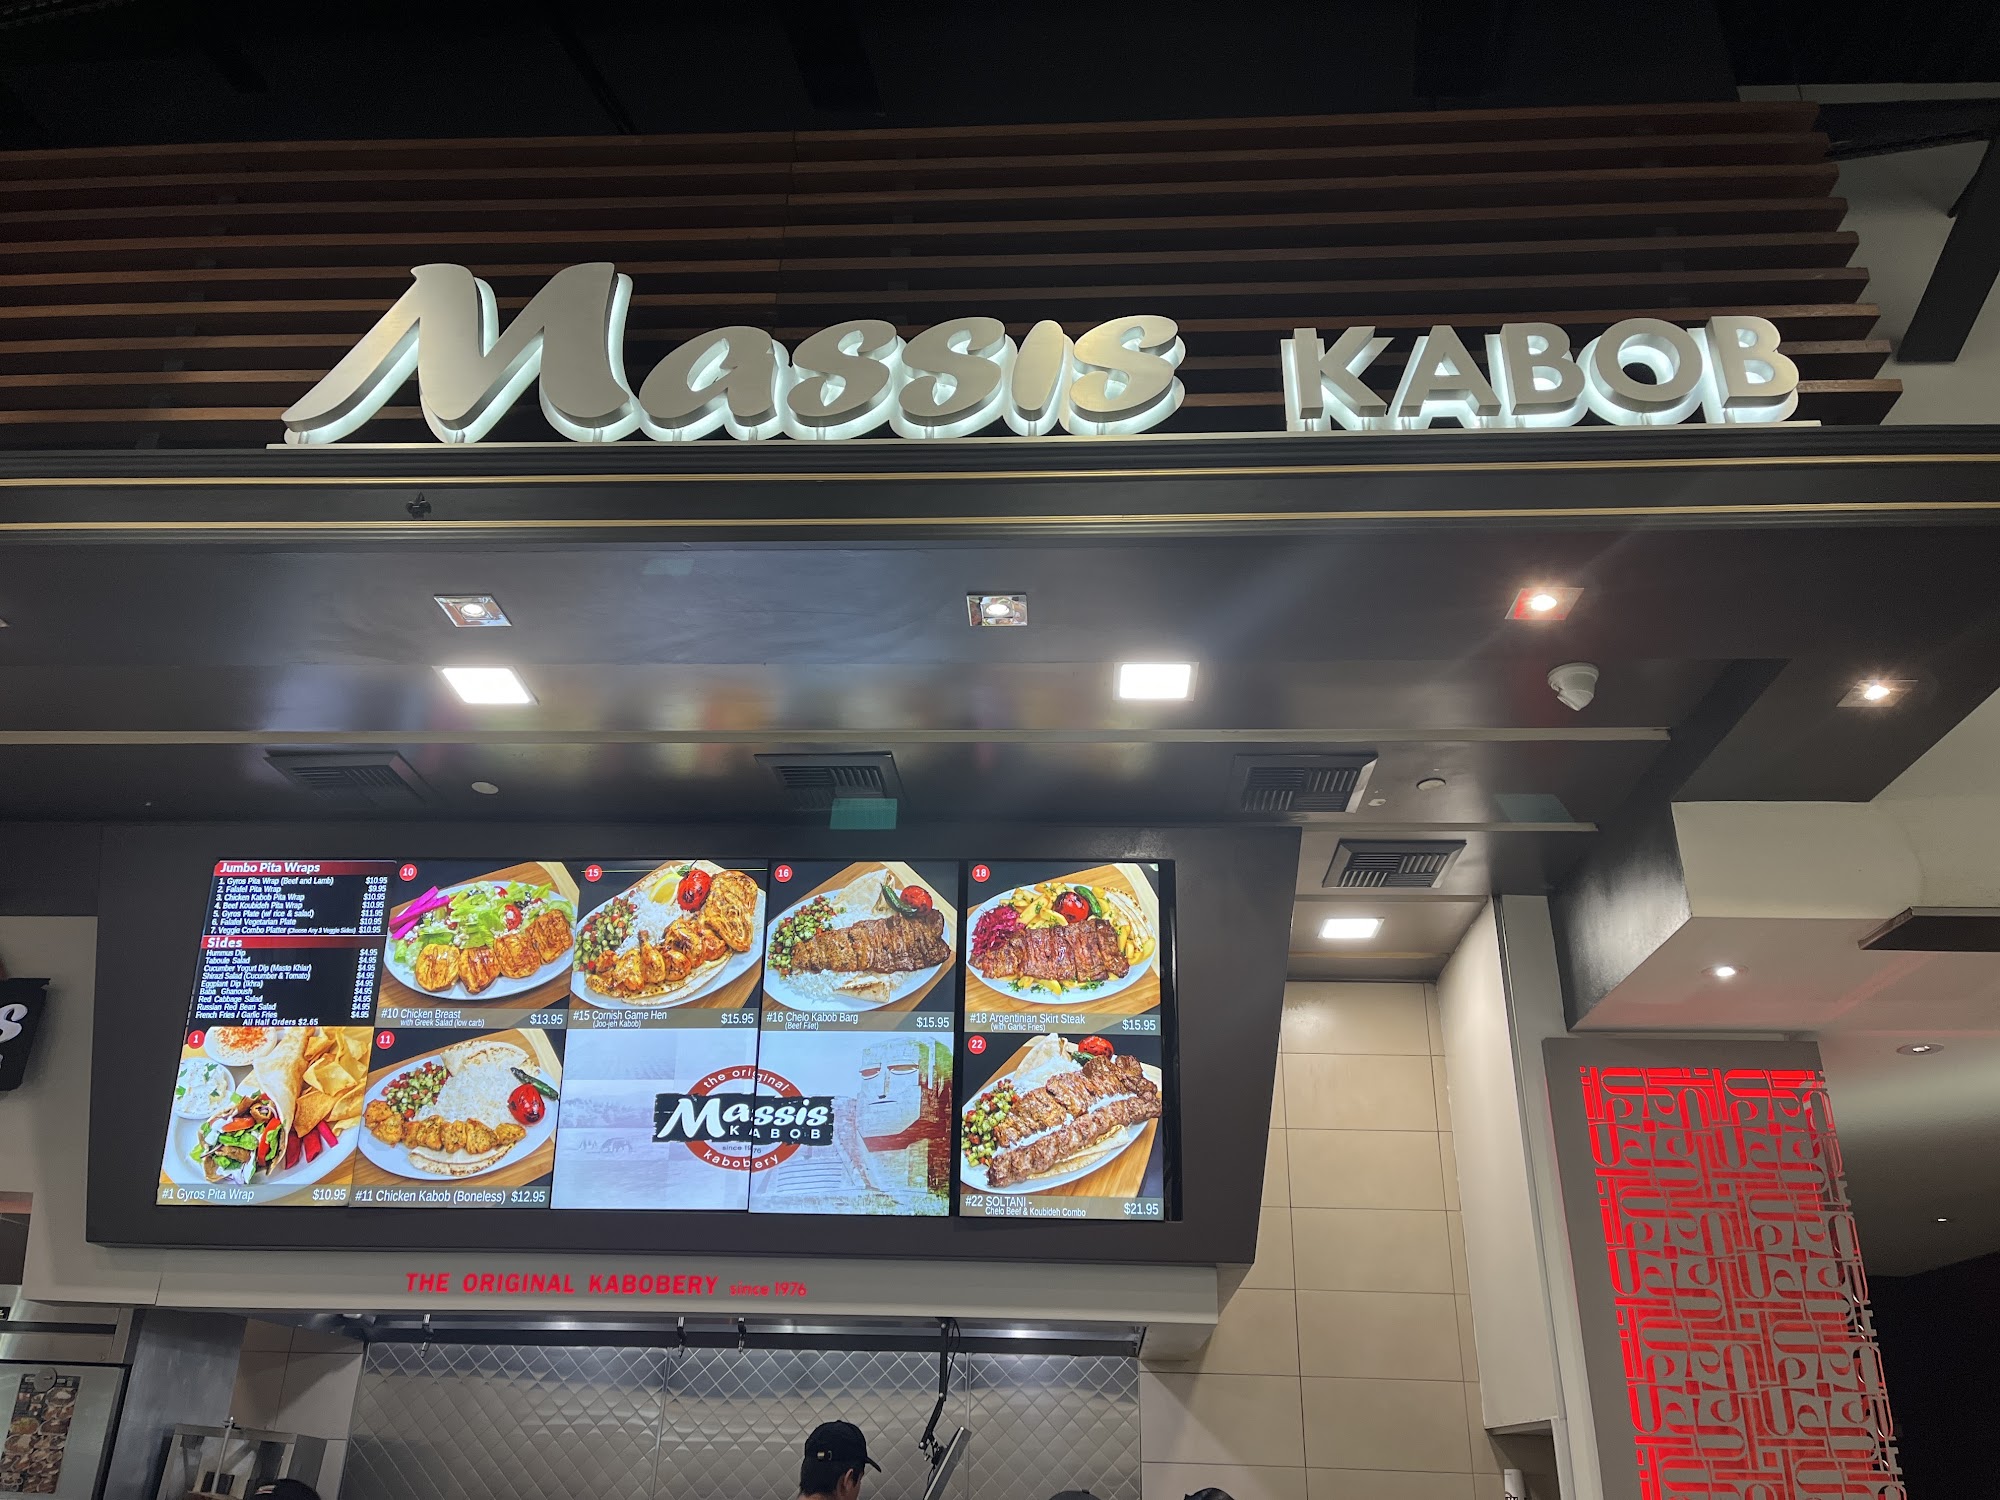 Massis KABOB
Jumbo Pita Wraps
1. Gyros Pita Wrap (Beef and Lamb) $10.95
2. Falafel Pita Wrap $9.95
3. Chicken Kabob Pita Wrap $10.95
4. Beef Koubideh Pita Wrap $10.95
5. Gyros Plate (w/ rice & salad) $11.95
6. Falafel Vegetarian Plate $10.95
7. Veggie Combo Platter (Choose Any 3 Veggie Sides) $10.95
Sides
Hummus Dip $4.95
Taboule Salad $4.95
Cucumber Yogurt Dip (Masto Khiar) $4.95
Shirazi Salad (Cucumber & Tomato) $4.95
Eggplant Dip (Ikhra) $4.95
Baba Ghanoush $4.95
Red Cabbage Salad $4.95
Russian Red Bean Salad $4.95
French Fries / Garlic Fries $4.95
All Half Orders $2.65
10
#10 Chicken Breast $13.95
with Greek Salad (low carb)
15
#15 Cornish Game Hen $15.95
(Joo-jeh Kabob)
16
#16 Chelo Kabob Barg $15.95
(Beef Filet)
18
#18 Argentinian Skirt Steak $15.95
(with Garlic Fries)
1
#1 Gyros Pita Wrap $10.95
11
#11 Chicken Kabob (Boneless) $12.95
the original
Massis
KABOB
since 1976
kabobery
22
#22 SOLTANI -
Chelo Beef & Koubideh Combo $21.95
THE ORIGINAL KABOBERY since 1976